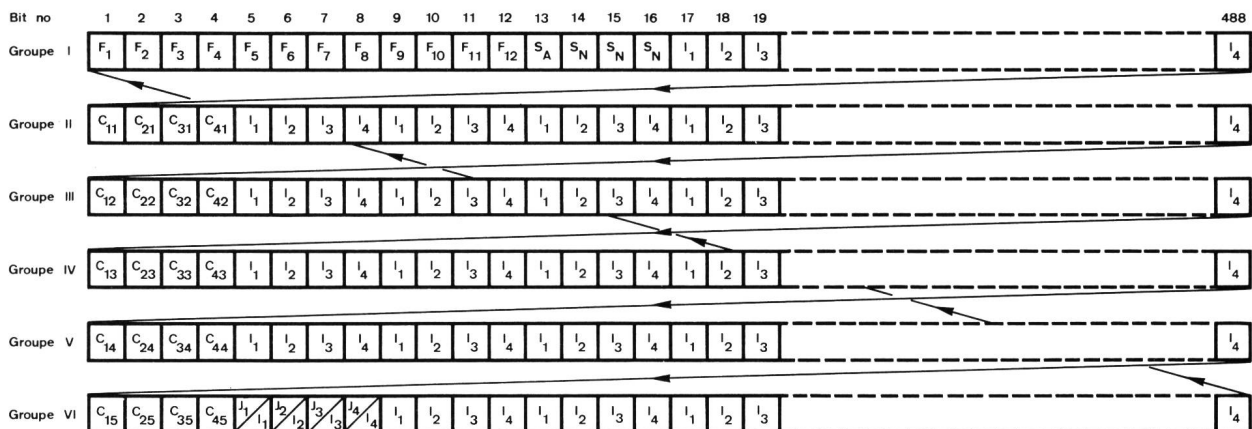 Bit no 1 2 3 4 5 6 7 8 9 10 11 12 13 14 15 16 17 18 19 488
Groupe I F1 F2 F3 F4 F5 F6 F7 F8 F9 F10 F11 F12 SA SN SN SN I1 I2 I3 I4
Groupe II C11 C21 C31 C41 I1 I2 I3 I4 I1 I2 I3 I4 I1 I2 I3 I4 I1 I2 I3 I4
Groupe III C12 C22 C32 C42 I1 I2 I3 I4 I1 I2 I3 I4 I1 I2 I3 I4 I1 I2 I3 I4
Groupe IV C13 C23 C33 C43 I1 I2 I3 I4 I1 I2 I3 I4 I1 I2 I3 I4 I1 I2 I3 I4
Groupe V C14 C24 C34 C44 I1 I2 I3 I4 I1 I2 I3 I4 I1 I2 I3 I4 I1 I2 I3 I4
Groupe VI C15 C25 C35 C45 J1/I1 J2/I2 J3/I3 J4/I4 I1 I2 I3 I4 I1 I2 I3 I4 I1 I2 I3 I4